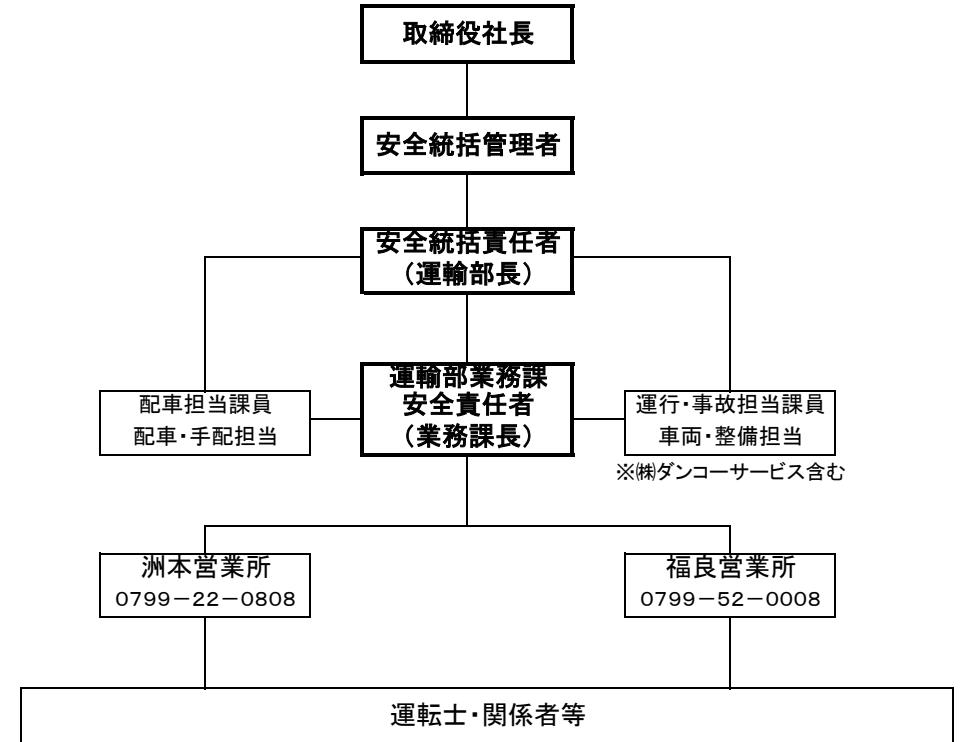 取締役社長
安全統括管理者
安全統括責任者
（運輸部長）
運輸部業務課
安全責任者
（業務課長）
配車担当課員
配車・手配担当
運行・事故担当課員
車両・整備担当
※㈱ダンコーサービス含む
洲本営業所
０７９９－２２－０８０８
福良営業所
０７９９－５２－０００８
運転士・関係者等